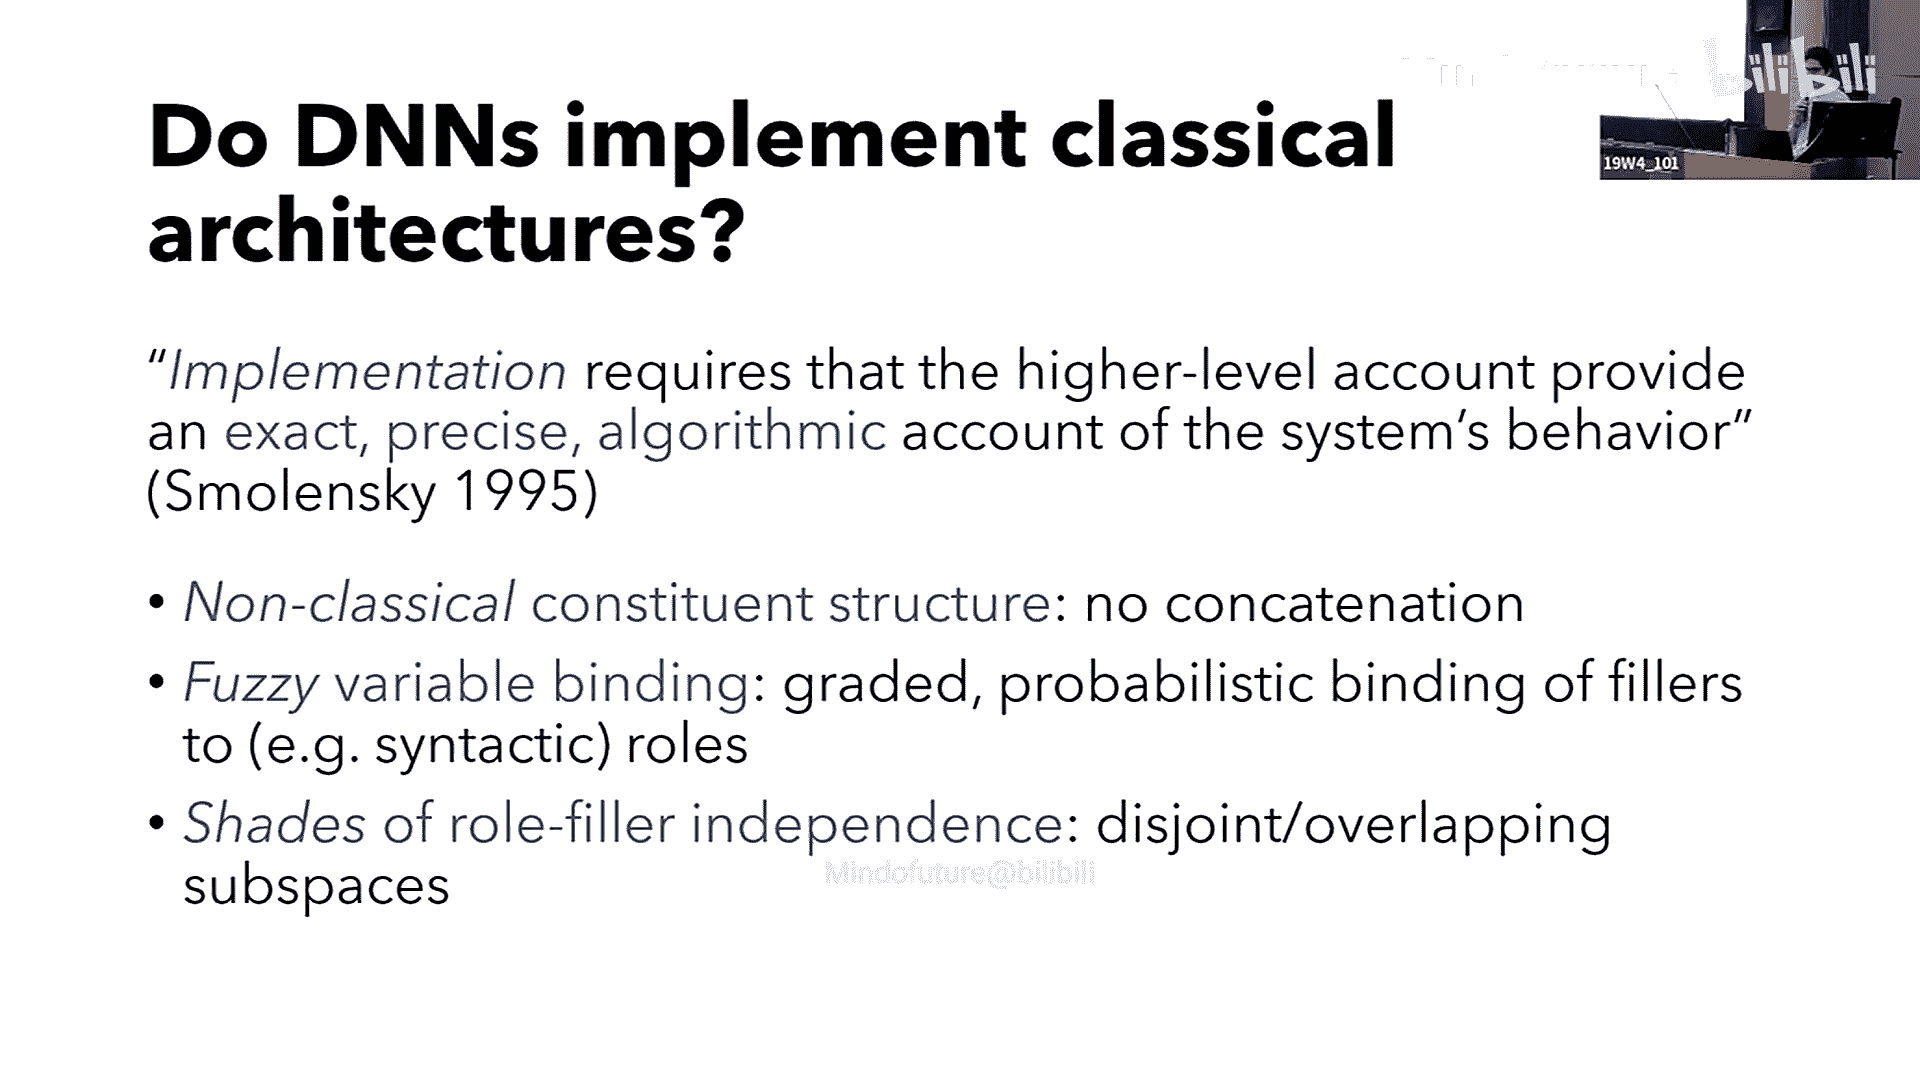 bilibili
19W4_101
Do DNNs implement classical
architectures?
“Implementation requires that the higher-level account provide
an exact, precise, algorithmic account of the system’s behavior”
(Smolensky 1995)
• Non-classical constituent structure: no concatenation
• Fuzzy variable binding: graded, probabilistic binding of fillers
to (e.g. syntactic) roles
• Shades of role-filler independence: disjoint/overlapping
subspaces
Mindofuture@bilibili